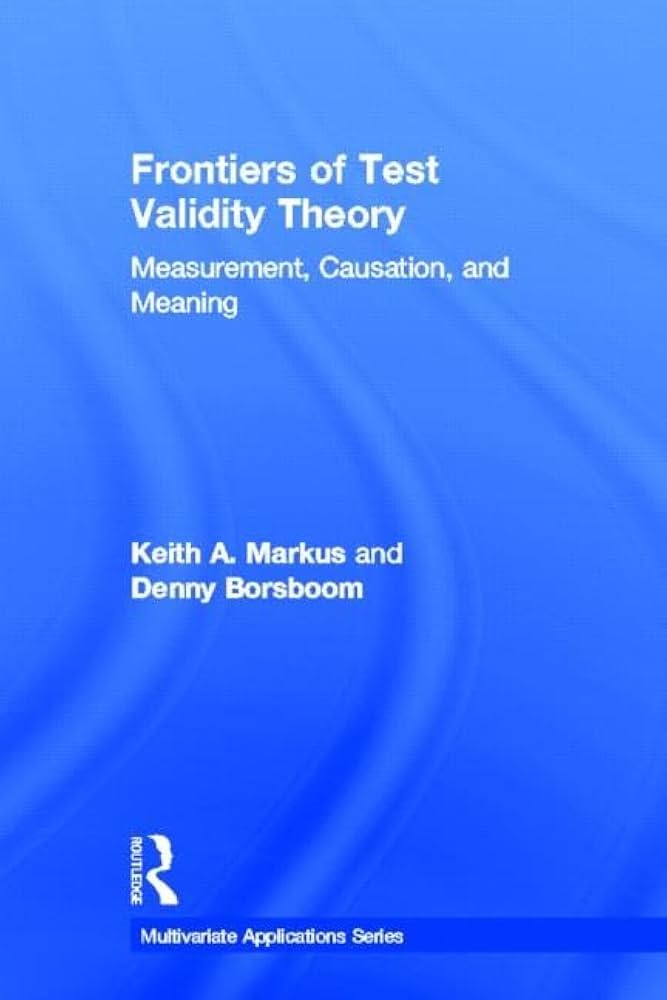 Frontiers of Test
Validity Theory
Measurement, Causation, and
Meaning
Keith A. Markus and
Denny Borsboom
ROUTLEDGE
Multivariate Applications Series